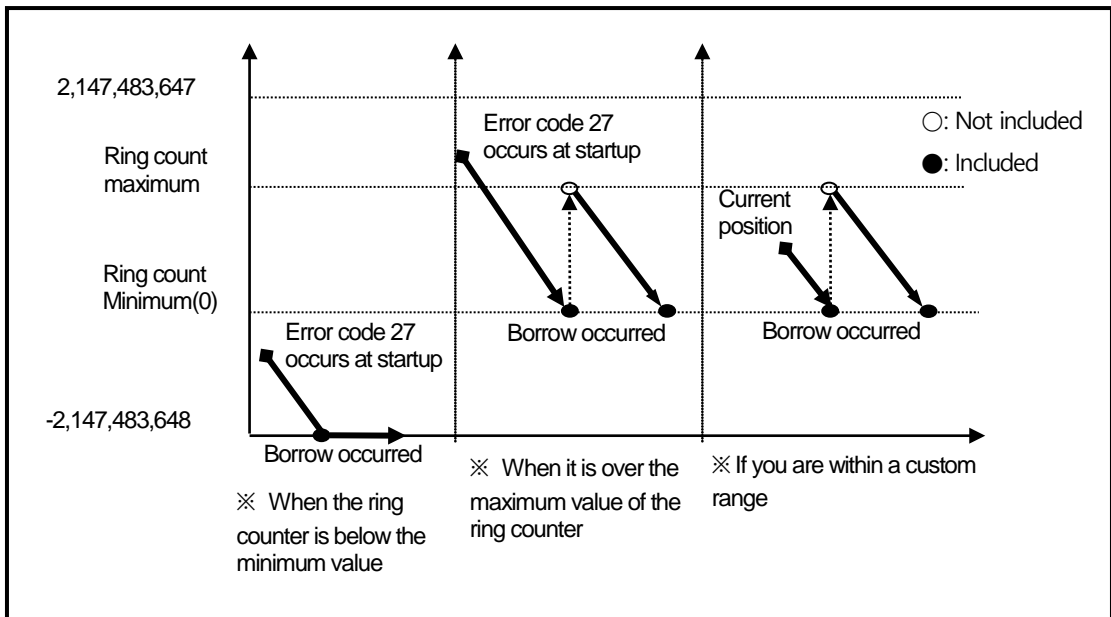 2,147,483,647
Ring count
maximum
Ring count
Minimum(0)
-2,147,483,648
Error code 27
occurs at startup
Borrow occurred
※ When the ring
counter is below the
minimum value
Error code 27
occurs at startup
Borrow occurred
※ When it is over the
maximum value of the
ring counter
Current
position
Borrow occurred
※ If you are within a custom
range
○: Not included
●: Included